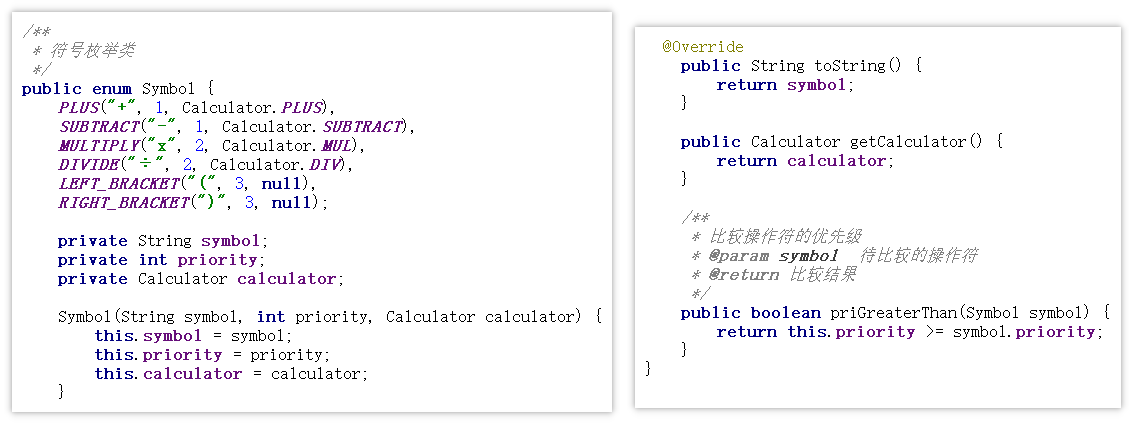 /**
 * 符号枚举类
 */
public enum Symbol {
    PLUS("+", 1, Calculator.PLUS),
    SUBTRACT("-", 1, Calculator.SUBTRACT),
    MULTIPLY("x", 2, Calculator.MUL),
    DIVIDE("÷", 2, Calculator.DIV),
    LEFT_BRACKET("(", 3, null),
    RIGHT_BRACKET(")", 3, null);

    private String symbol;
    private int priority;
    private Calculator calculator;

    Symbol(String symbol, int priority, Calculator calculator) {
        this.symbol = symbol;
        this.priority = priority;
        this.calculator = calculator;
    }
  @Override
    public String toString() {
        return symbol;
    }

    public Calculator getCalculator() {
        return calculator;
    }

    /**
     * 比较操作符的优先级
     * @param symbol  待比较的操作符
     * @return 比较结果
     */
    public boolean priGreaterThan(Symbol symbol) {
        return this.priority >= symbol.priority;
    }
}